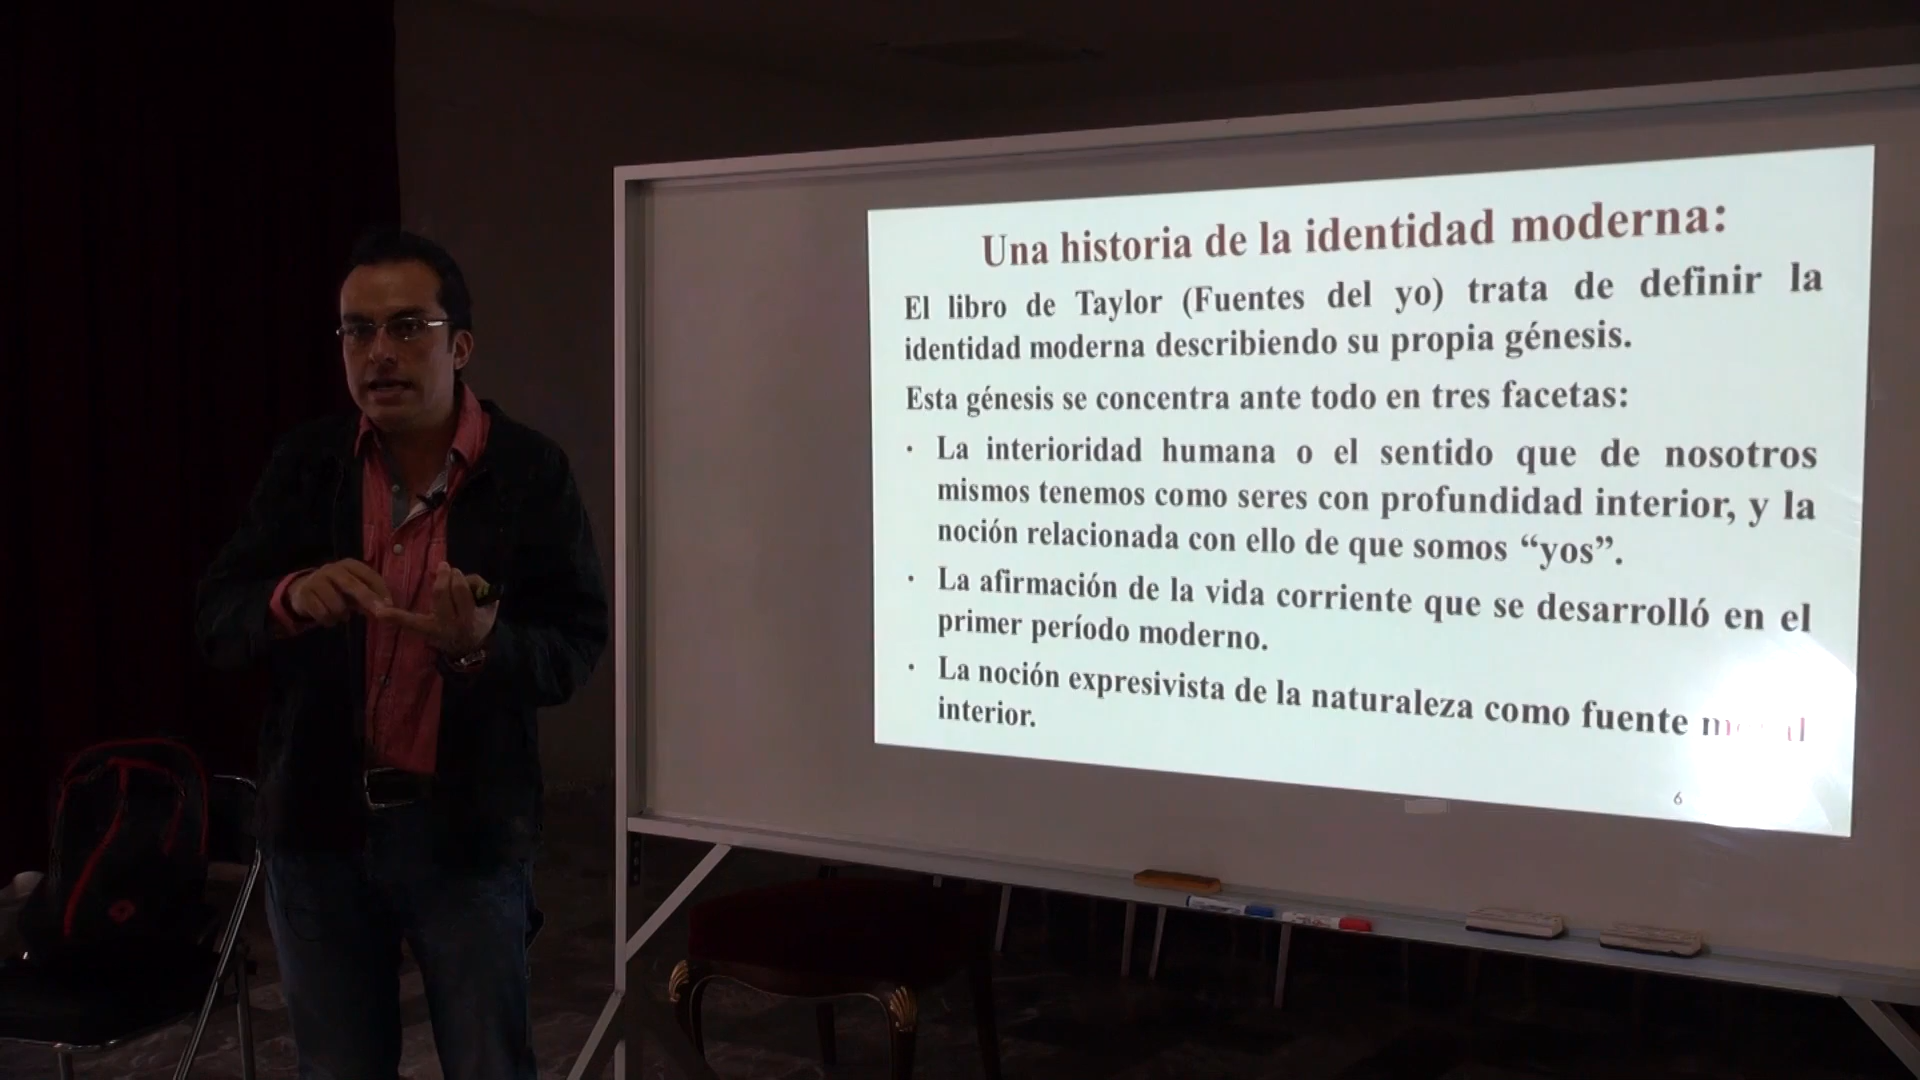 Una historia de la identidad moderna:
El libro de Taylor (Fuentes del yo) trata de definir la
identidad moderna describiendo su propia génesis.
Esta génesis se concentra ante todo en tres facetas:
· La interioridad humana o el sentido que de nosotros
mismos tenemos como seres con profundidad interior, y la
noción relacionada con ello de que somos “yos”.
· La afirmación de la vida corriente que se desarrolló en el
primer período moderno.
· La noción expresivista de la naturaleza como fuente
interior.
6